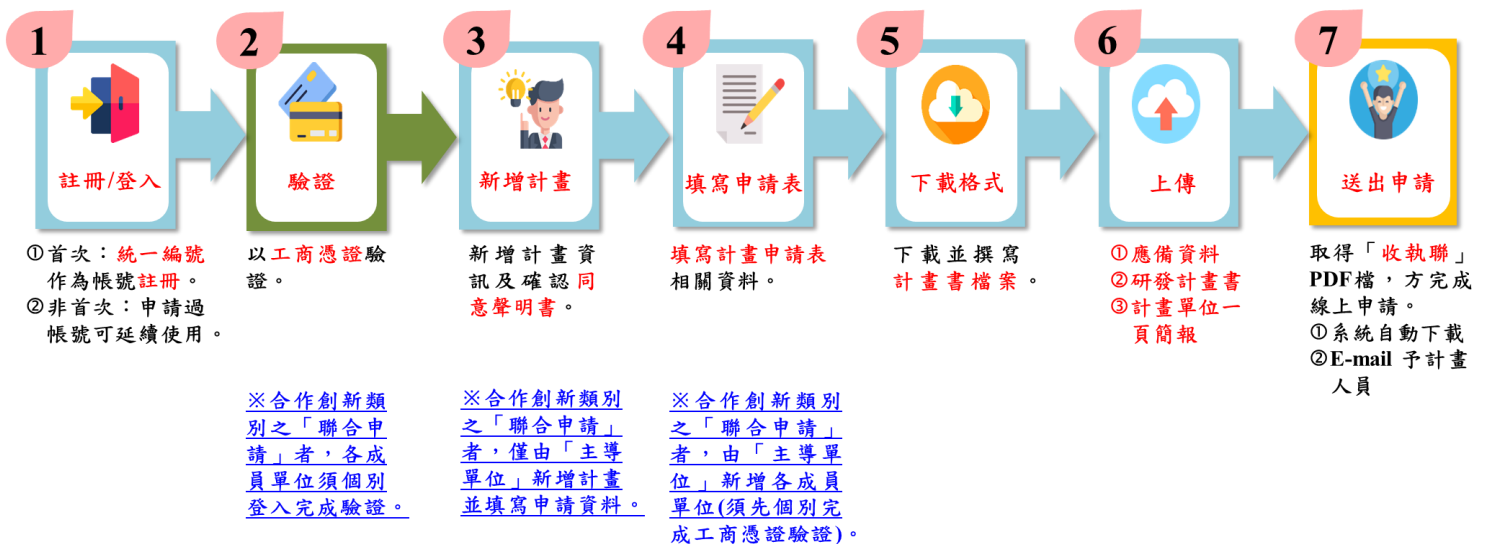 1
註冊/登入
①首次：統一編號
作為帳號註冊。
②非首次：申請過
帳號可延續使用。
2
驗證
以工商憑證驗
證。
※合作創新類
別之「聯合申
請」者，各成
員單位須個別
登入完成驗證。
3
新增計畫
新增計畫資
訊及確認同
意聲明書。
※合作創新類別
之「聯合申請」
者，僅由「主導
單位」新增計畫
並填寫申請資料。
4
填寫申請表
填寫計畫申請表
相關資料。
※合作創新類別
之「聯合申請」
者，由「主導單
位」新增各成員
單位(須先個別完
成工商憑證驗證)。
5
下載格式
下載並撰寫
計畫書檔案。
6
上傳
①應備資料
②研發計畫書
③計畫單位一
頁簡報
7
送出申請
取得「收執聯」
PDF檔，方完成
線上申請。
①系統自動下載
②E-mail 予計畫
人員